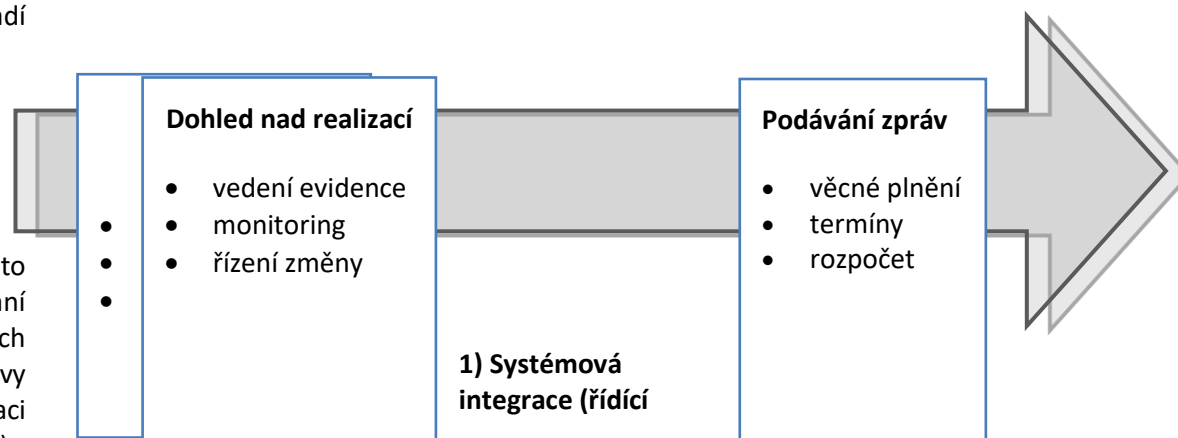 Dohled nad realizací
• vedení evidence
• monitoring
• řízení změny
Podávání zpráv
• věcné plnění
• termíny
• rozpočet
1) Systémová
integrace (řídící